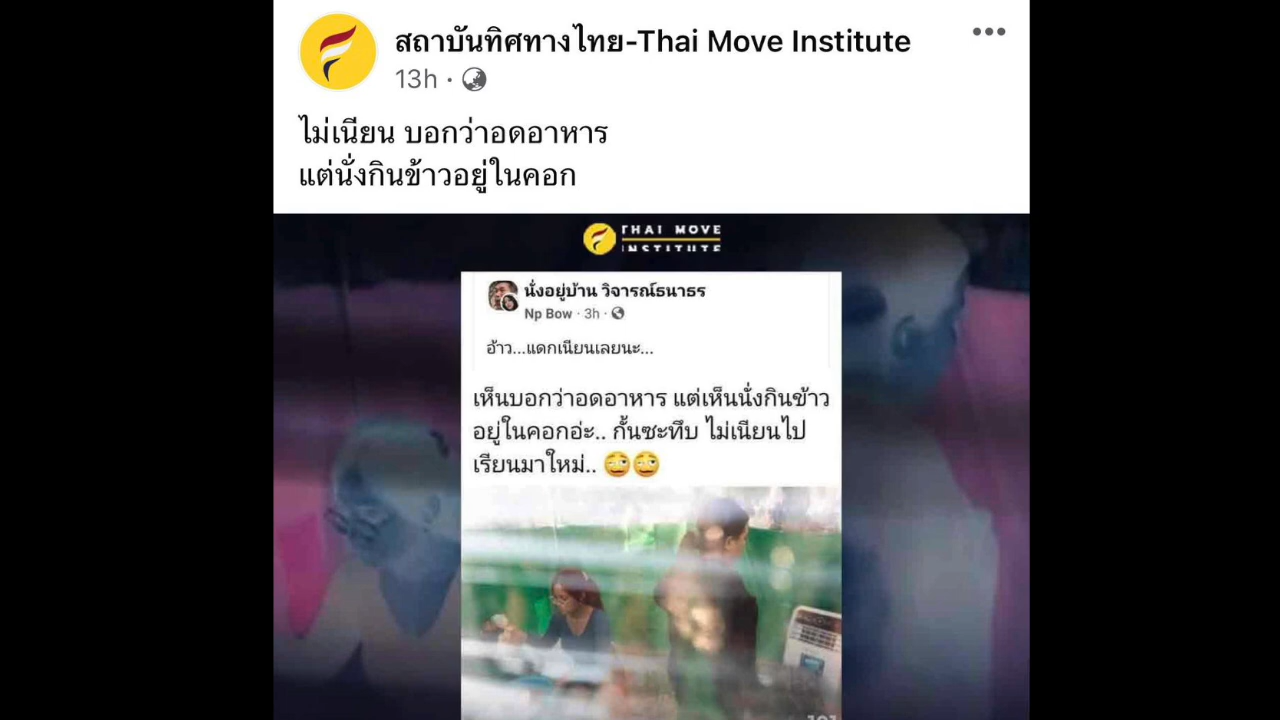 สถาบันทิศทางไทย-Thai Move Institute
13h ·
ไม่เนียน บอกว่าอดอาหาร
แต่นั่งกินข้าวอยู่ในคอก
THAI MOVE
INSTITUTE
นั่งอยู่บ้าน วิจารณ์ธนาธร
Np Bow · 3h ·
อ้าว...แดกเนียนเลยนะ...
เห็นบอกว่าอดอาหาร แต่เห็นนั่งกินข้าว
อยู่ในคอกอ่ะ.. กั้นซะทึบ ไม่เนียนไป
เรียนมาใหม่.. 🥴🥴